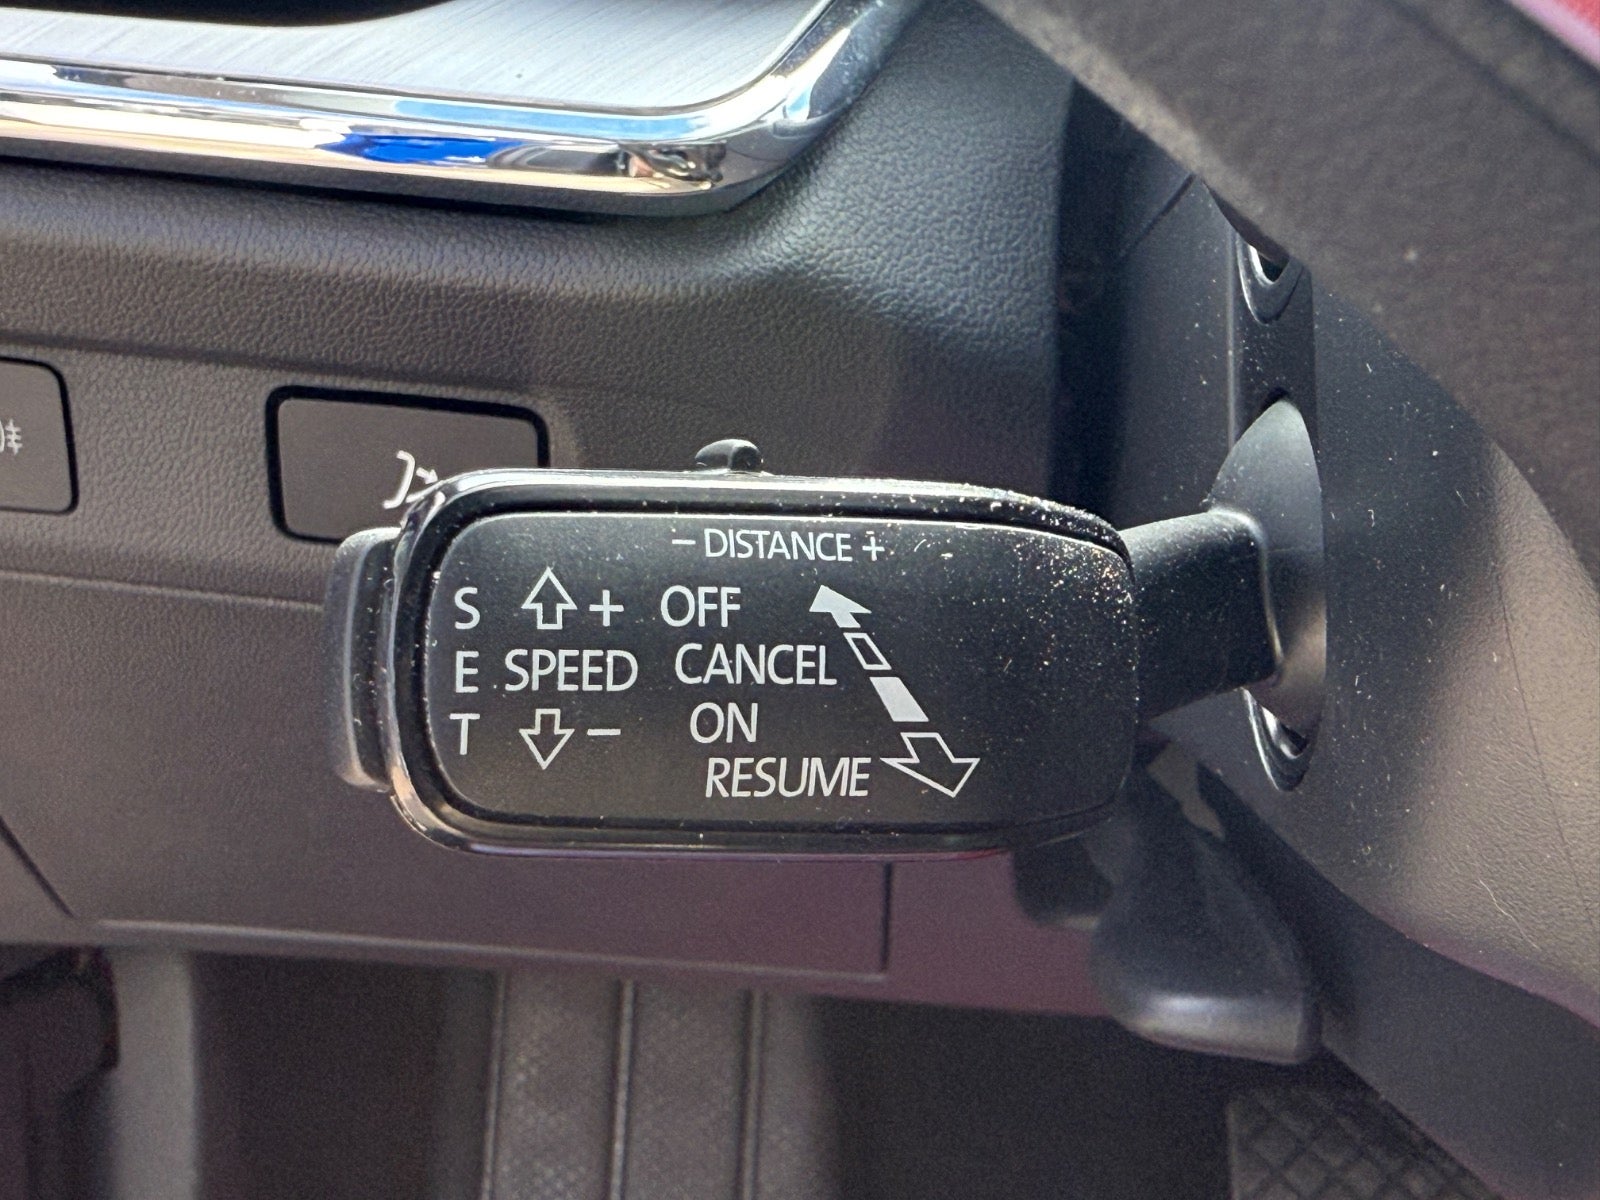 − DISTANCE +
S + OFF
E SPEED CANCEL
T − ON
RESUME